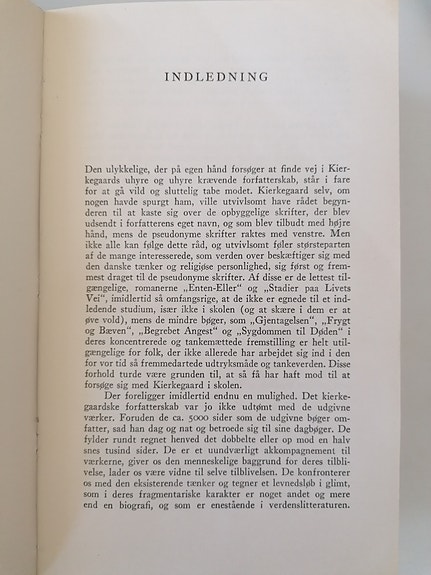 INDLEDNING
Den ulykkelige, der på egen hånd forsøger at finde vej i Kier-
kegaards uhyre og uhyre krævende forfatterskab, står i fare
for at gå vild og sluttelig tabe modet. Kierkegaard selv, om
nogen havde spurgt ham, ville utvivlsomt have rådet begyn-
deren til at kaste sig over de opbyggelige skrifter, der blev
udsendt i forfatterens eget navn, og som blev tilbudt med højre
hånd, mens de pseudonyme skrifter raktes med venstre. Men
ikke alle kan følge dette råd, og utvivlsomt føler størsteparten
af de mange interesserede, som verden over beskæftiger sig med
den danske tænker og religiøse personlighed, sig først og frem-
mest draget til de pseudonyme skrifter. Af disse er de lettest til-
gængelige, romanerne „Enten-Eller“ og „Stadier paa Livets
Vei“, imidlertid så omfangsrige, at de ikke er egnede til et ind-
ledende studium, især ikke i skolen (og at skære i dem er at
øve vold), mens de mindre bøger, som „Gjentagelsen“, „Frygt
og Bæven“, „Begrebet Angest“ og „Sygdommen til Døden“ i
deres koncentrerede og tankemættede fremstilling er helt util-
gængelige for folk, der ikke allerede har arbejdet sig ind i den
for vor tid så fremmedartede udtryksmåde og tankeverden. Disse
forhold turde være grunden til, at så få har haft mod til at
forsøge sig med Kierkegaard i skolen.
Der foreligger imidlertid endnu en mulighed. Det kierke-
gaardske forfatterskab var jo ikke udtømt med de udgivne
værker. Foruden de ca. 5000 sider som de udgivne bøger om-
fatter, sad han dag og nat og betroede sig til sine dagbøger. De
fylder rundt regnet henved det dobbelte eller op mod en halv
snes tusind sider. De er et uundværligt akkompagnement til
værkerne, giver os den menneskelige baggrund for deres tilbli-
velse, lader os være vidne til selve tilblivelsen. De konfronterer
os med den eksisterende tænker og tegner et levnedsløb i glimt,
som i deres fragmentariske karakter er noget andet og mere
end en biografi, og som er enestående i verdenslitteraturen.